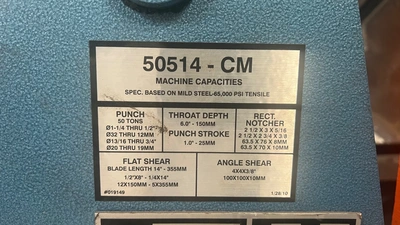 50514 - CM
MACHINE CAPACITIES
SPEC. BASED ON MILD STEEL-65,000 PSI TENSILE
PUNCH
50 TONS
Ø1-1/4 THRU 1/2"
Ø32 THRU 12MM
Ø13/16 THRU 3/4"
Ø20 THRU 19MM
THROAT DEPTH
6.0" - 150MM
PUNCH STROKE
1.0" - 25MM
RECT.
NOTCHER
2 1/2 X 3 X 5/16
2 1/2 X 2 3/4 X 3/8
63.5 X 76 X 8MM
63.5 X 70 X 10MM
FLAT SHEAR
BLADE LENGTH 14" - 355MM
1/2"X8" - 1/4X14"
12X150MM - 5X355MM
#019149
ANGLE SHEAR
4X4X3/8"
100X100X10MM
1/28/10